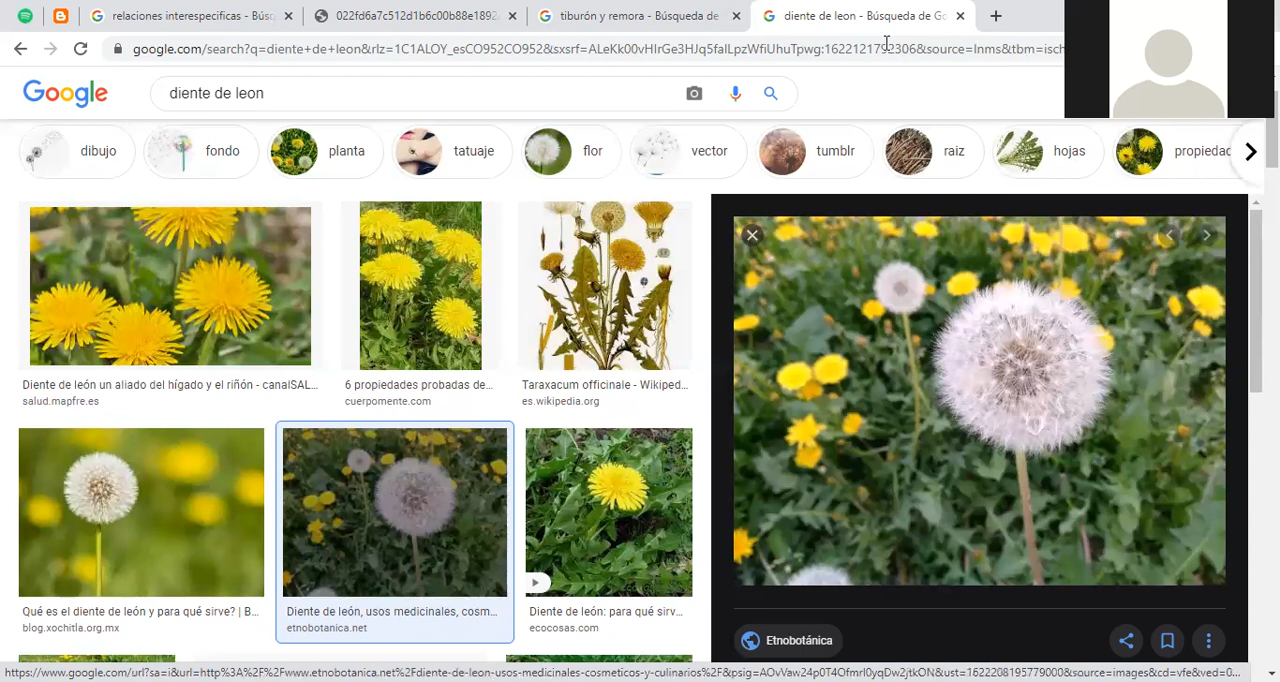 relaciones interespecificas - Búsq
022fd6a7c512d1b6c00b88e1892
tiburón y remora - Búsqueda de
diente de leon - Búsqueda de Go
google.com/search?q=diente+de+leon&rlz=1C1ALOY_esCO952CO952&sxsrf=ALeKk00vHIrGe3HJq5faILpzWfiUhuTpwg:1622121792306&source=lnms&tbm=isch
Google
diente de leon
dibujo
fondo
planta
tatuaje
flor
vector
tumblr
raiz
hojas
propiedad
Diente de león un aliado del hígado y el riñón - canalSAL...
salud.mapfre.es
6 propiedades probadas de...
cuerpomente.com
Taraxacum officinale - Wikiped...
es.wikipedia.org
Qué es el diente de león y para qué sirve? | B...
blog.xochitla.org.mx
Diente de león, usos medicinales, cosm...
etnobotanica.net
Diente de león: para qué sirv...
ecocosas.com
Etnobotánica
https://www.google.com/url?sa=i&url=http%3A%2F%2Fwww.etnobotanica.net%2Fdiente-de-leon-usos-medicinales-cosmeticos-y-culinarios%2F&psig=AOvVaw24p0T4Ofmrl0yqDw2jtkON&ust=1622208195779000&source=images&cd=vfe&ved=0...